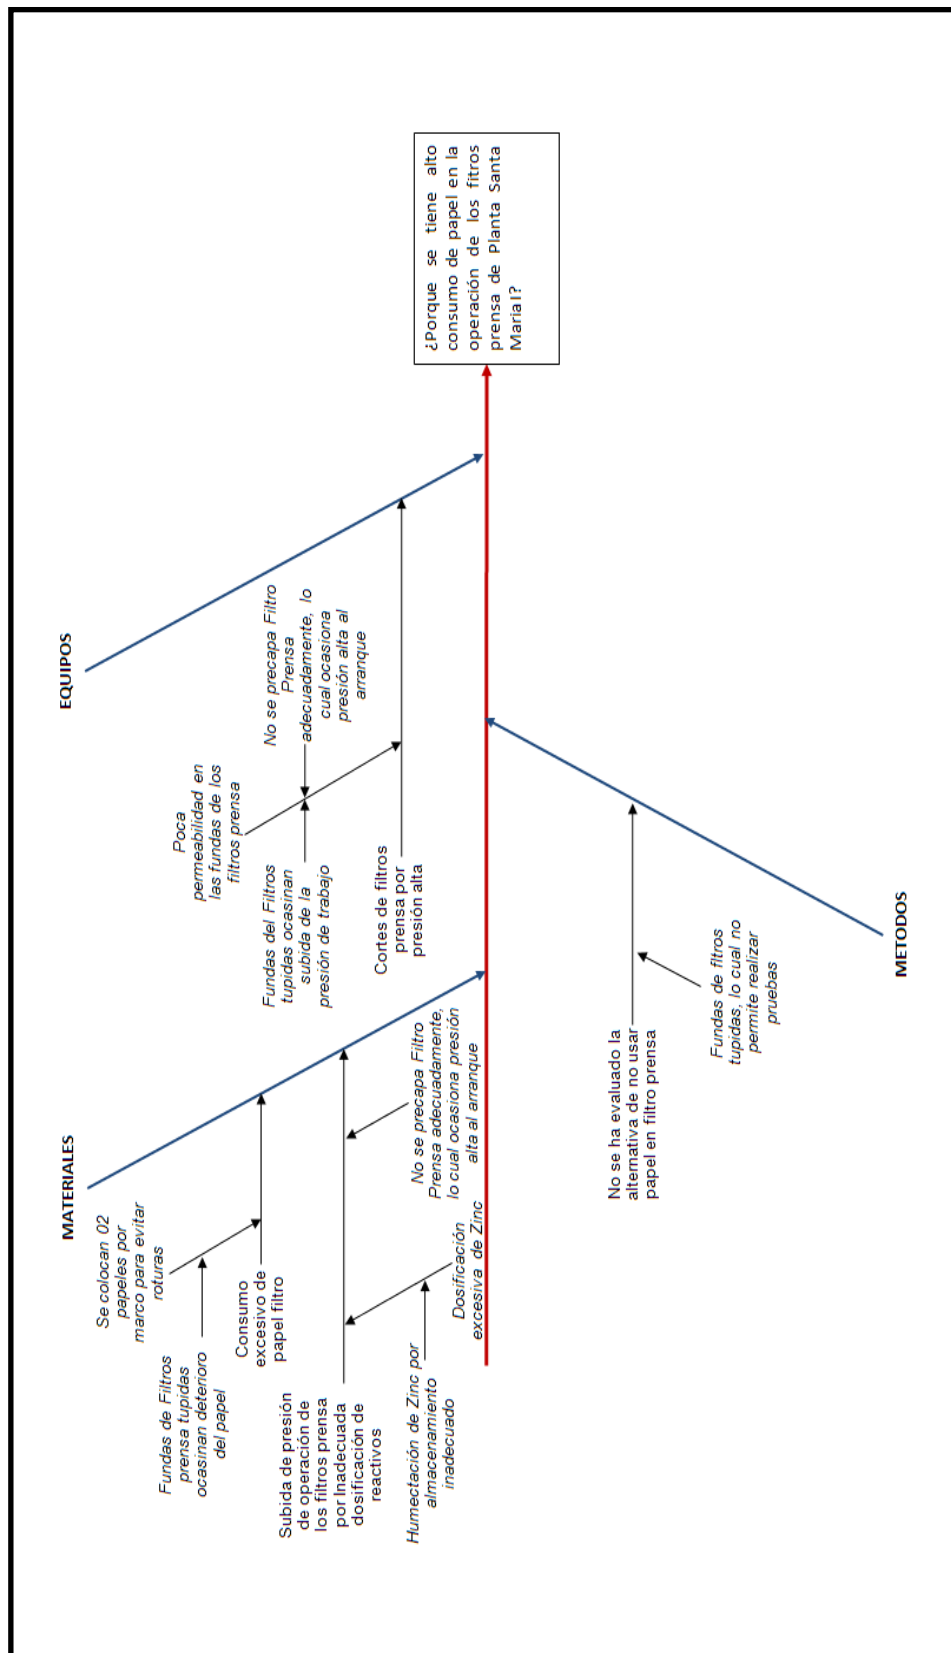 MATERIALES
Se colocan 02
papeles por
marco para evitar
roturas
Fundas de Filtros
prensa tupidas
ocasinan deterioro
del papel
Consumo
excesivo de
papel filtro
Subida de presión
de operación de
los filtros prensa
por Inadecuada
dosificación de
reactivos
No se precapa Filtro
Prensa adecuadamente,
lo cual ocasiona presión
alta al arranque
Humectación de Zinc por
almacenamiento
inadecuado
Dosificación
excesiva de Zinc
EQUIPOS
Poca
permeabilidad en
las fundas de los
filtros prensa
No se precapa Filtro
Prensa
adecuadamente, lo
cual ocasiona
presión alta al
arranque
Fundas del Filtros
tupidas ocasinan
subida de la
presión de trabajo
Cortes de filtros
prensa por
presión alta
¿Porque se tiene alto
consumo de papel en la
operación de los fitros
prensa de Planta Santa
Maria I?
No se ha evaluado la
alternativa de no usar
papel en filtro prensa
Fundas de fltros
tupidas, lo cual no
permite realizar
pruebas
METODOS